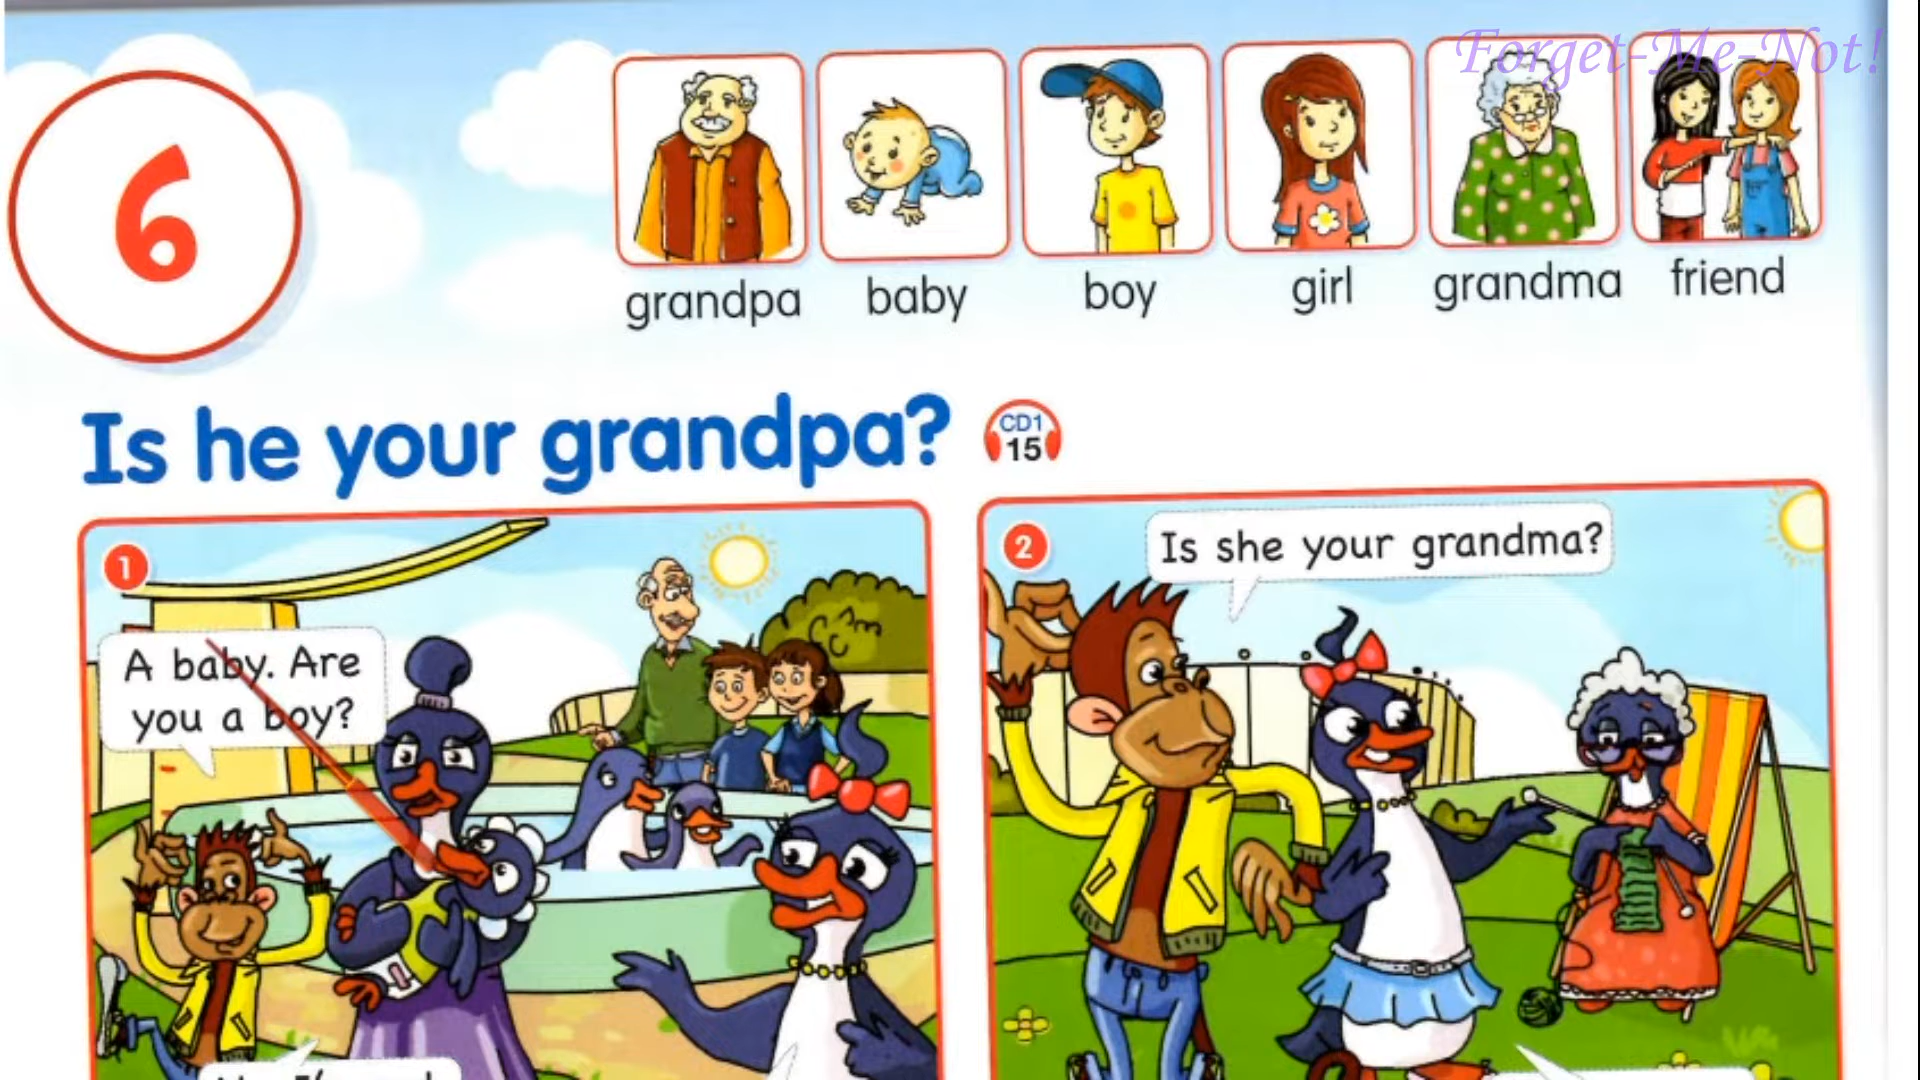 Forget-Me-Not!
6
grandpa
baby
boy
girl
grandma
friend
Is he your grandpa?
CD1
15
1
A baby. Are
you a boy?
2
Is she your grandma?